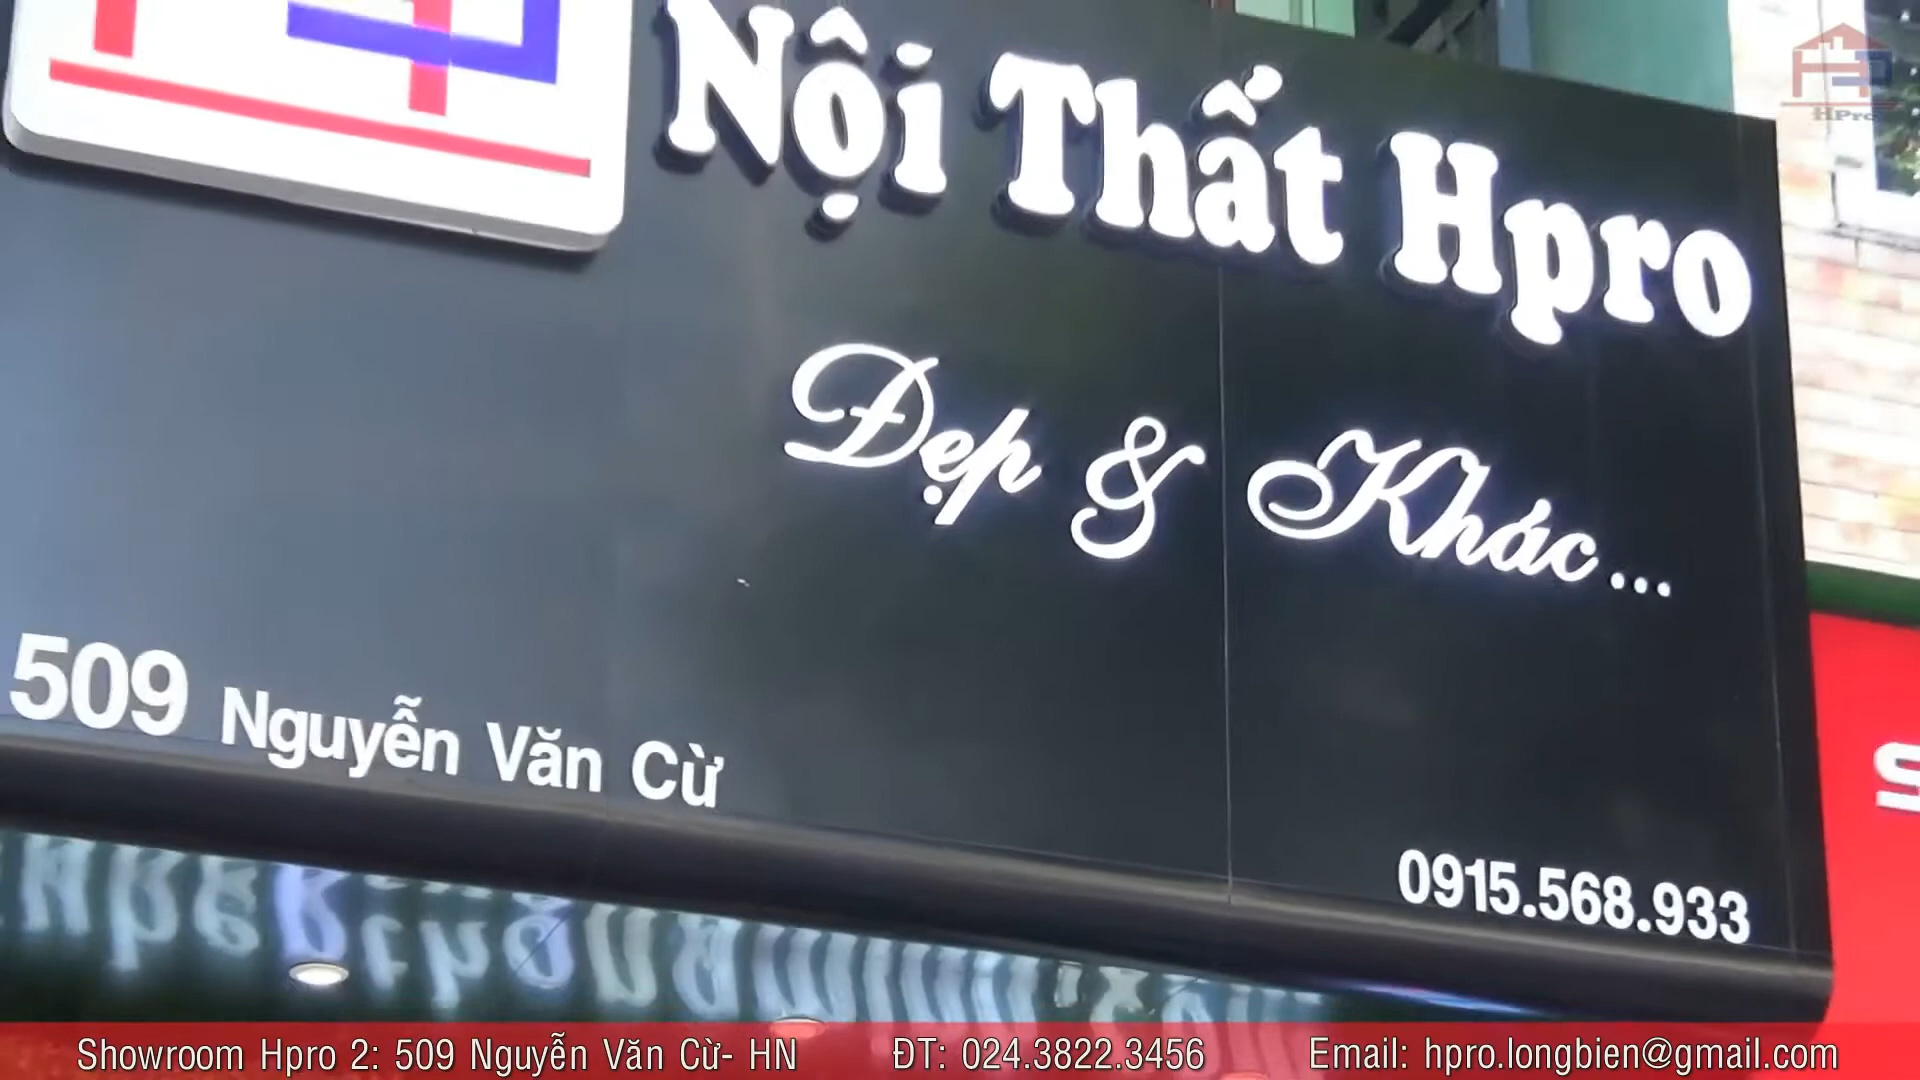 Nội Thất Hpro
Đẹp & Khác...
509 Nguyễn Văn Cừ
0915.568.933
HPro
Showroom Hpro 2: 509 Nguyễn Văn Cừ- HN ĐT: 024.3822.3456 Email: hpro.longbien@gmail.com